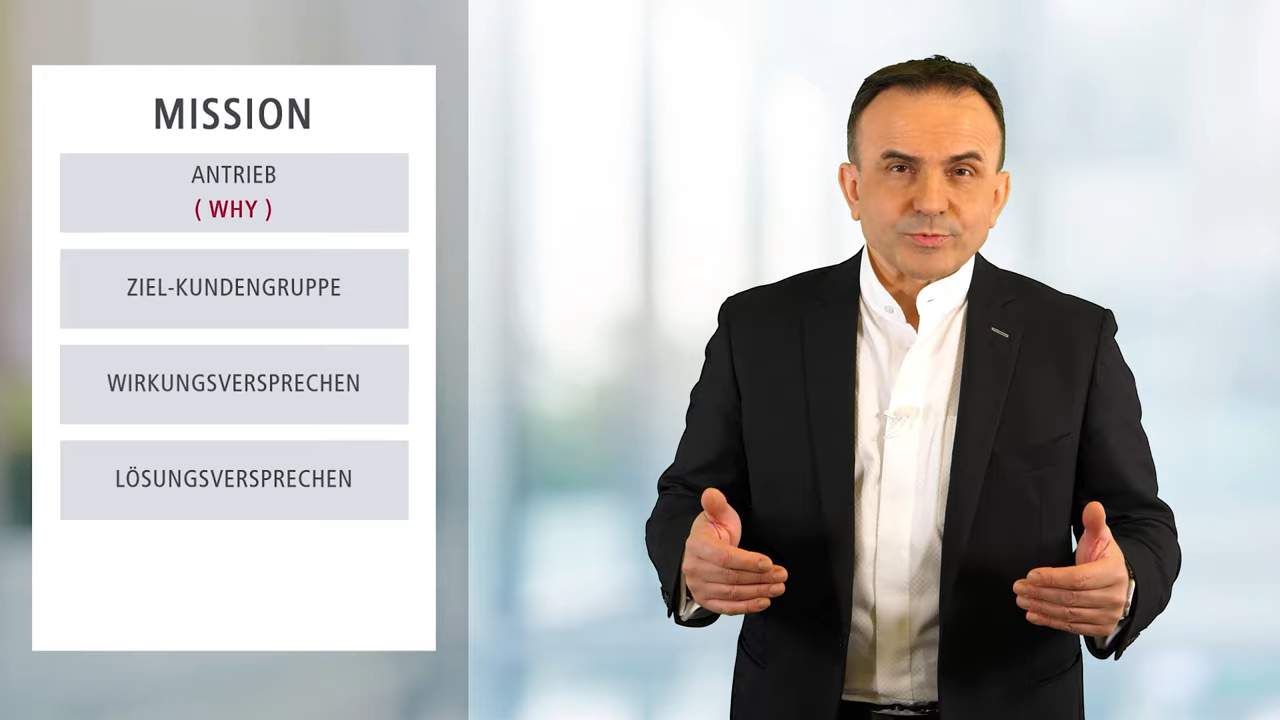 MISSION
ANTRIEB
( WHY )
ZIEL-KUNDENGRUPPE
WIRKUNGSVERSPRECHEN
LÖSUNGSVERSPRECHEN